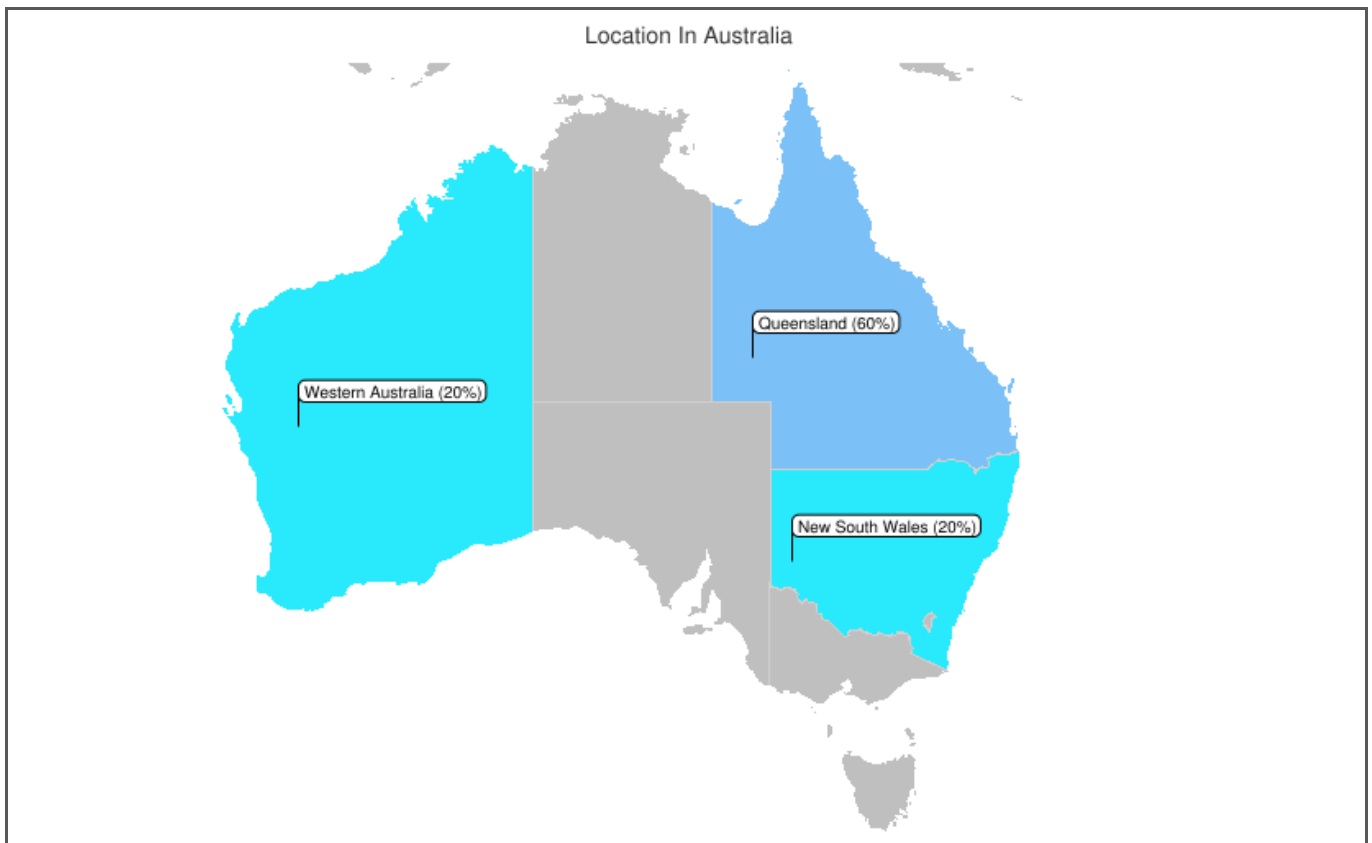 Location In Australia
Queensland (60%)
Western Australia (20%)
New South Wales (20%)